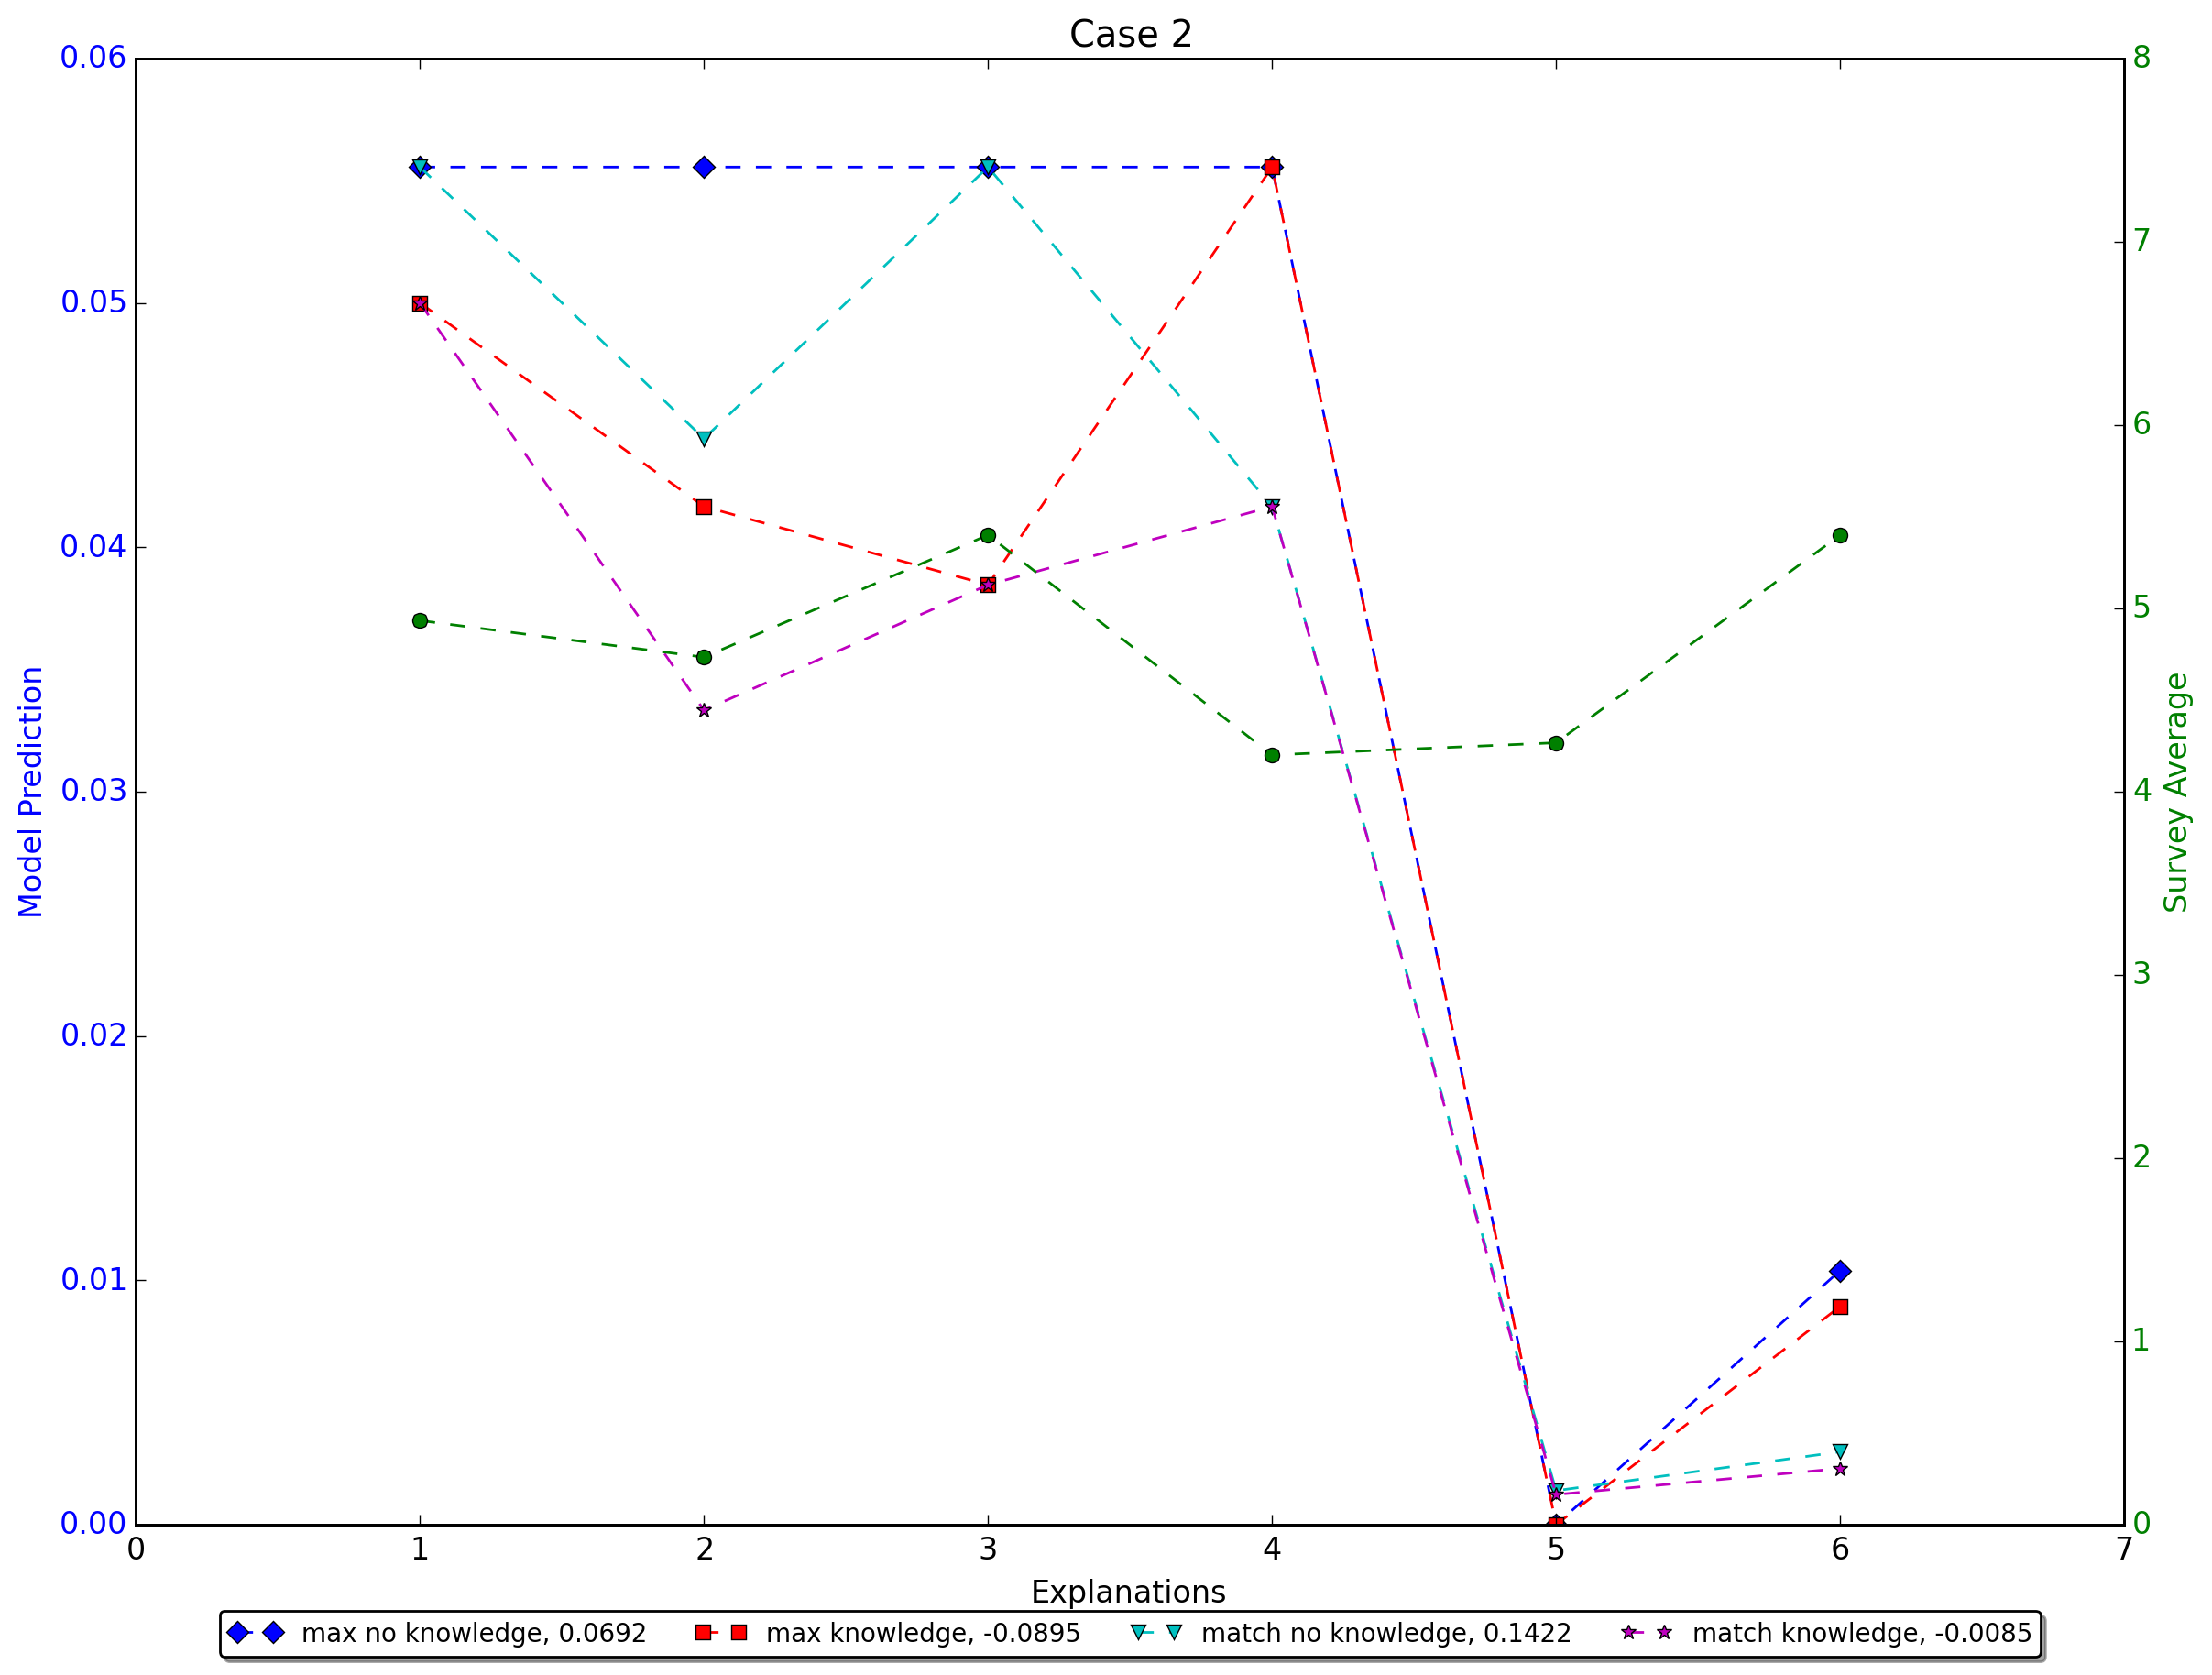 Case 2
0.06
0.05
0.04
0.03
0.02
0.01
0.00
Model Prediction
8
7
6
5
4
3
2
1
0
Survey Average
0 1 2 3 4 5 6 7
Explanations
max no knowledge, 0.0692 max knowledge, -0.0895 match no knowledge, 0.1422 match knowledge, -0.0085